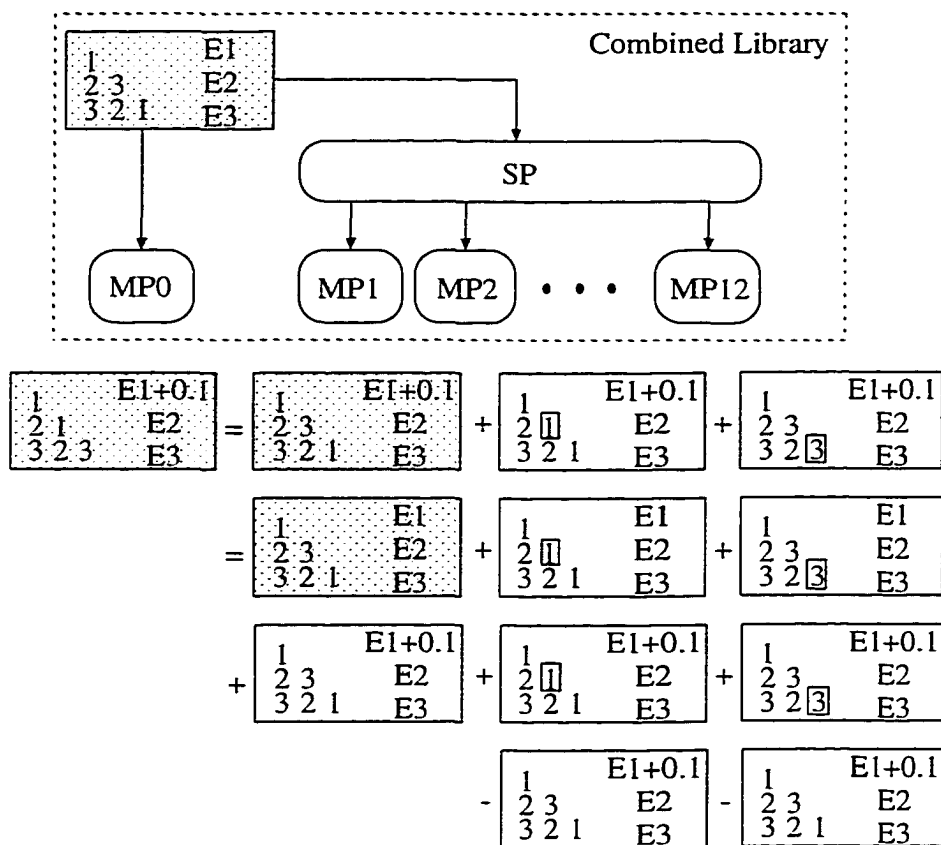 Combined Library
1 E1
2 3 E2
3 2 1 E3
SP
MP0 MP1 MP2 • • • MP12
1 E1+0.1 1 E1+0.1 1 E1+0.1 1 E1+0.1
2 1 E2 = 2 3 E2 + 2 1 E2 + 2 3 E2
3 2 3 E3 3 2 1 E3 3 2 1 E3 3 2 3 E3
1 E1 1 E1 1 E1
= 2 3 E2 + 2 1 E2 + 2 3 E2
3 2 1 E3 3 2 1 E3 3 2 3 E3
1 E1+0.1 1 E1+0.1 1 E1+0.1
+ 2 3 E2 + 2 1 E2 + 2 3 E2
3 2 1 E3 3 2 1 E3 3 2 3 E3
1 E1+0.1 1 E1+0.1
- 2 3 E2 - 2 3 E2
3 2 1 E3 3 2 1 E3